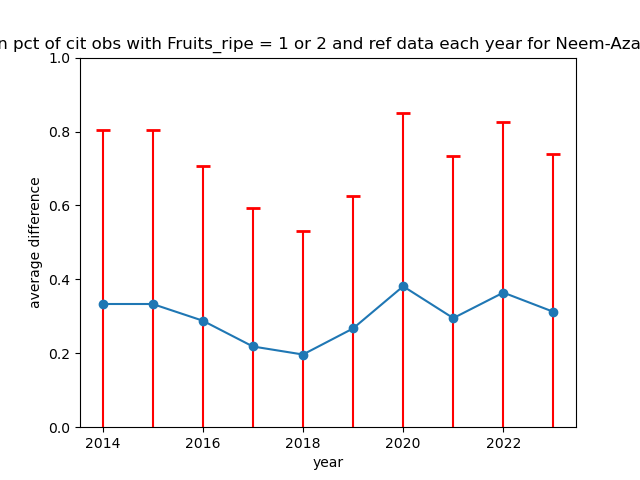 n pct of cit obs with Fruits_ripe = 1 or 2 and ref data each year for Neem-Aza
1.0
0.8
0.6
0.4
0.2
0.0
average difference
2014 2016 2018 2020 2022
year